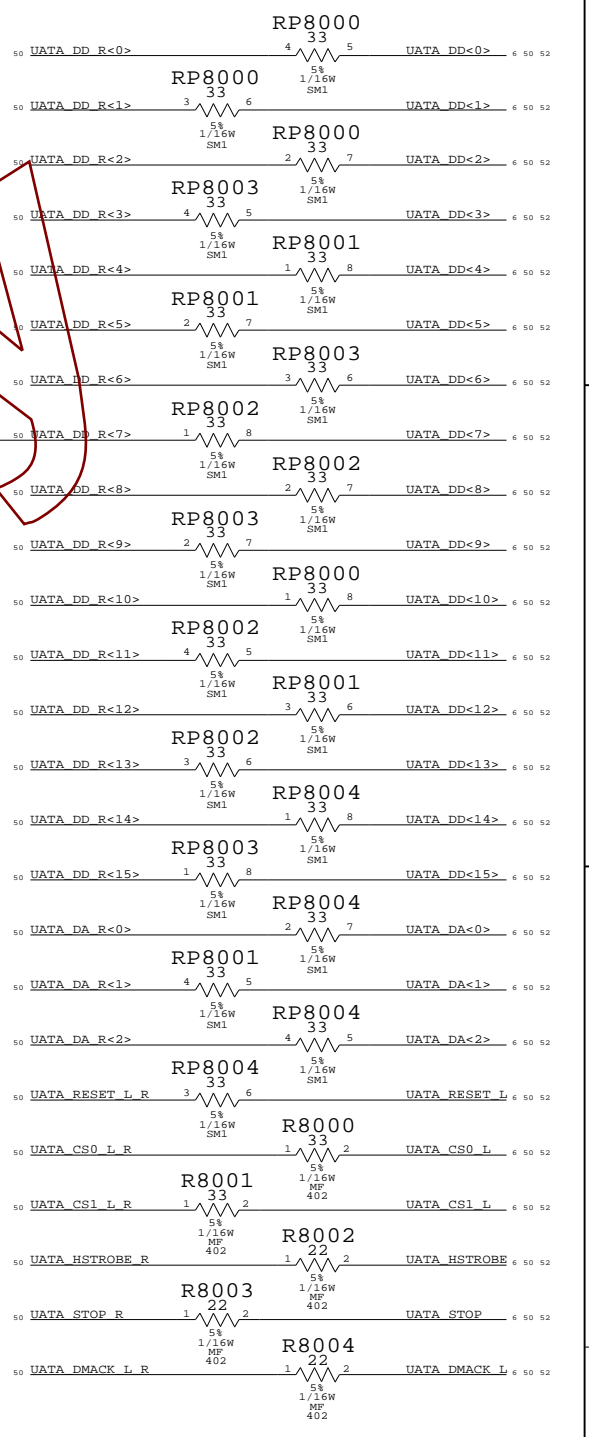 RP8000
33
50 UATA_DD_R<0> 4 5 UATA_DD<0> 6 50 52
5%
1/16W
SM1
RP8000
33
50 UATA_DD_R<1> 3 6 UATA_DD<1> 6 50 52
5%
1/16W
SM1
RP8000
33
50 UATA_DD_R<2> 2 7 UATA_DD<2> 6 50 52
5%
1/16W
SM1
RP8003
33
50 UATA_DD_R<3> 4 5 UATA_DD<3> 6 50 52
5%
1/16W
SM1
RP8001
33
50 UATA_DD_R<4> 1 8 UATA_DD<4> 6 50 52
5%
1/16W
SM1
RP8001
33
50 UATA_DD_R<5> 2 7 UATA_DD<5> 6 50 52
5%
1/16W
SM1
RP8003
33
50 UATA_DD_R<6> 3 6 UATA_DD<6> 6 50 52
5%
1/16W
SM1
RP8002
33
50 UATA_DD_R<7> 1 8 UATA_DD<7> 6 50 52
5%
1/16W
SM1
RP8002
33
50 UATA_DD_R<8> 2 7 UATA_DD<8> 6 50 52
5%
1/16W
SM1
RP8003
33
50 UATA_DD_R<9> 2 7 UATA_DD<9> 6 50 52
5%
1/16W
SM1
RP8000
33
50 UATA_DD_R<10> 1 8 UATA_DD<10> 6 50 52
5%
1/16W
SM1
RP8002
33
50 UATA_DD_R<11> 4 5 UATA_DD<11> 6 50 52
5%
1/16W
SM1
RP8001
33
50 UATA_DD_R<12> 3 6 UATA_DD<12> 6 50 52
5%
1/16W
SM1
RP8002
33
50 UATA_DD_R<13> 3 6 UATA_DD<13> 6 50 52
5%
1/16W
SM1
RP8004
33
50 UATA_DD_R<14> 1 8 UATA_DD<14> 6 50 52
5%
1/16W
SM1
RP8003
33
50 UATA_DD_R<15> 1 8 UATA_DD<15> 6 50 52
5%
1/16W
SM1
RP8004
33
50 UATA_DA_R<0> 2 7 UATA_DA<0> 6 50 52
5%
1/16W
SM1
RP8001
33
50 UATA_DA_R<1> 4 5 UATA_DA<1> 6 50 52
5%
1/16W
SM1
RP8004
33
50 UATA_DA_R<2> 4 5 UATA_DA<2> 6 50 52
5%
1/16W
SM1
RP8004
33
50 UATA_RESET_L_R 3 6 UATA_RESET_L 6 50 52
5%
1/16W
SM1
R8000
33
50 UATA_CS0_L_R 1 2 UATA_CS0_L 6 50 52
5%
1/16W
MF
402
R8001
33
50 UATA_CS1_L_R 1 2 UATA_CS1_L 6 50 52
5%
1/16W
MF
402
R8002
22
50 UATA_HSTROBE_R 1 2 UATA_HSTROBE 6 50 52
5%
1/16W
MF
402
R8003
22
50 UATA_STOP_R 1 2 UATA_STOP 6 50 52
5%
1/16W
MF
402
R8004
22
50 UATA_DMACK_L_R 1 2 UATA_DMACK_L 6 50 52
5%
1/16W
MF
402